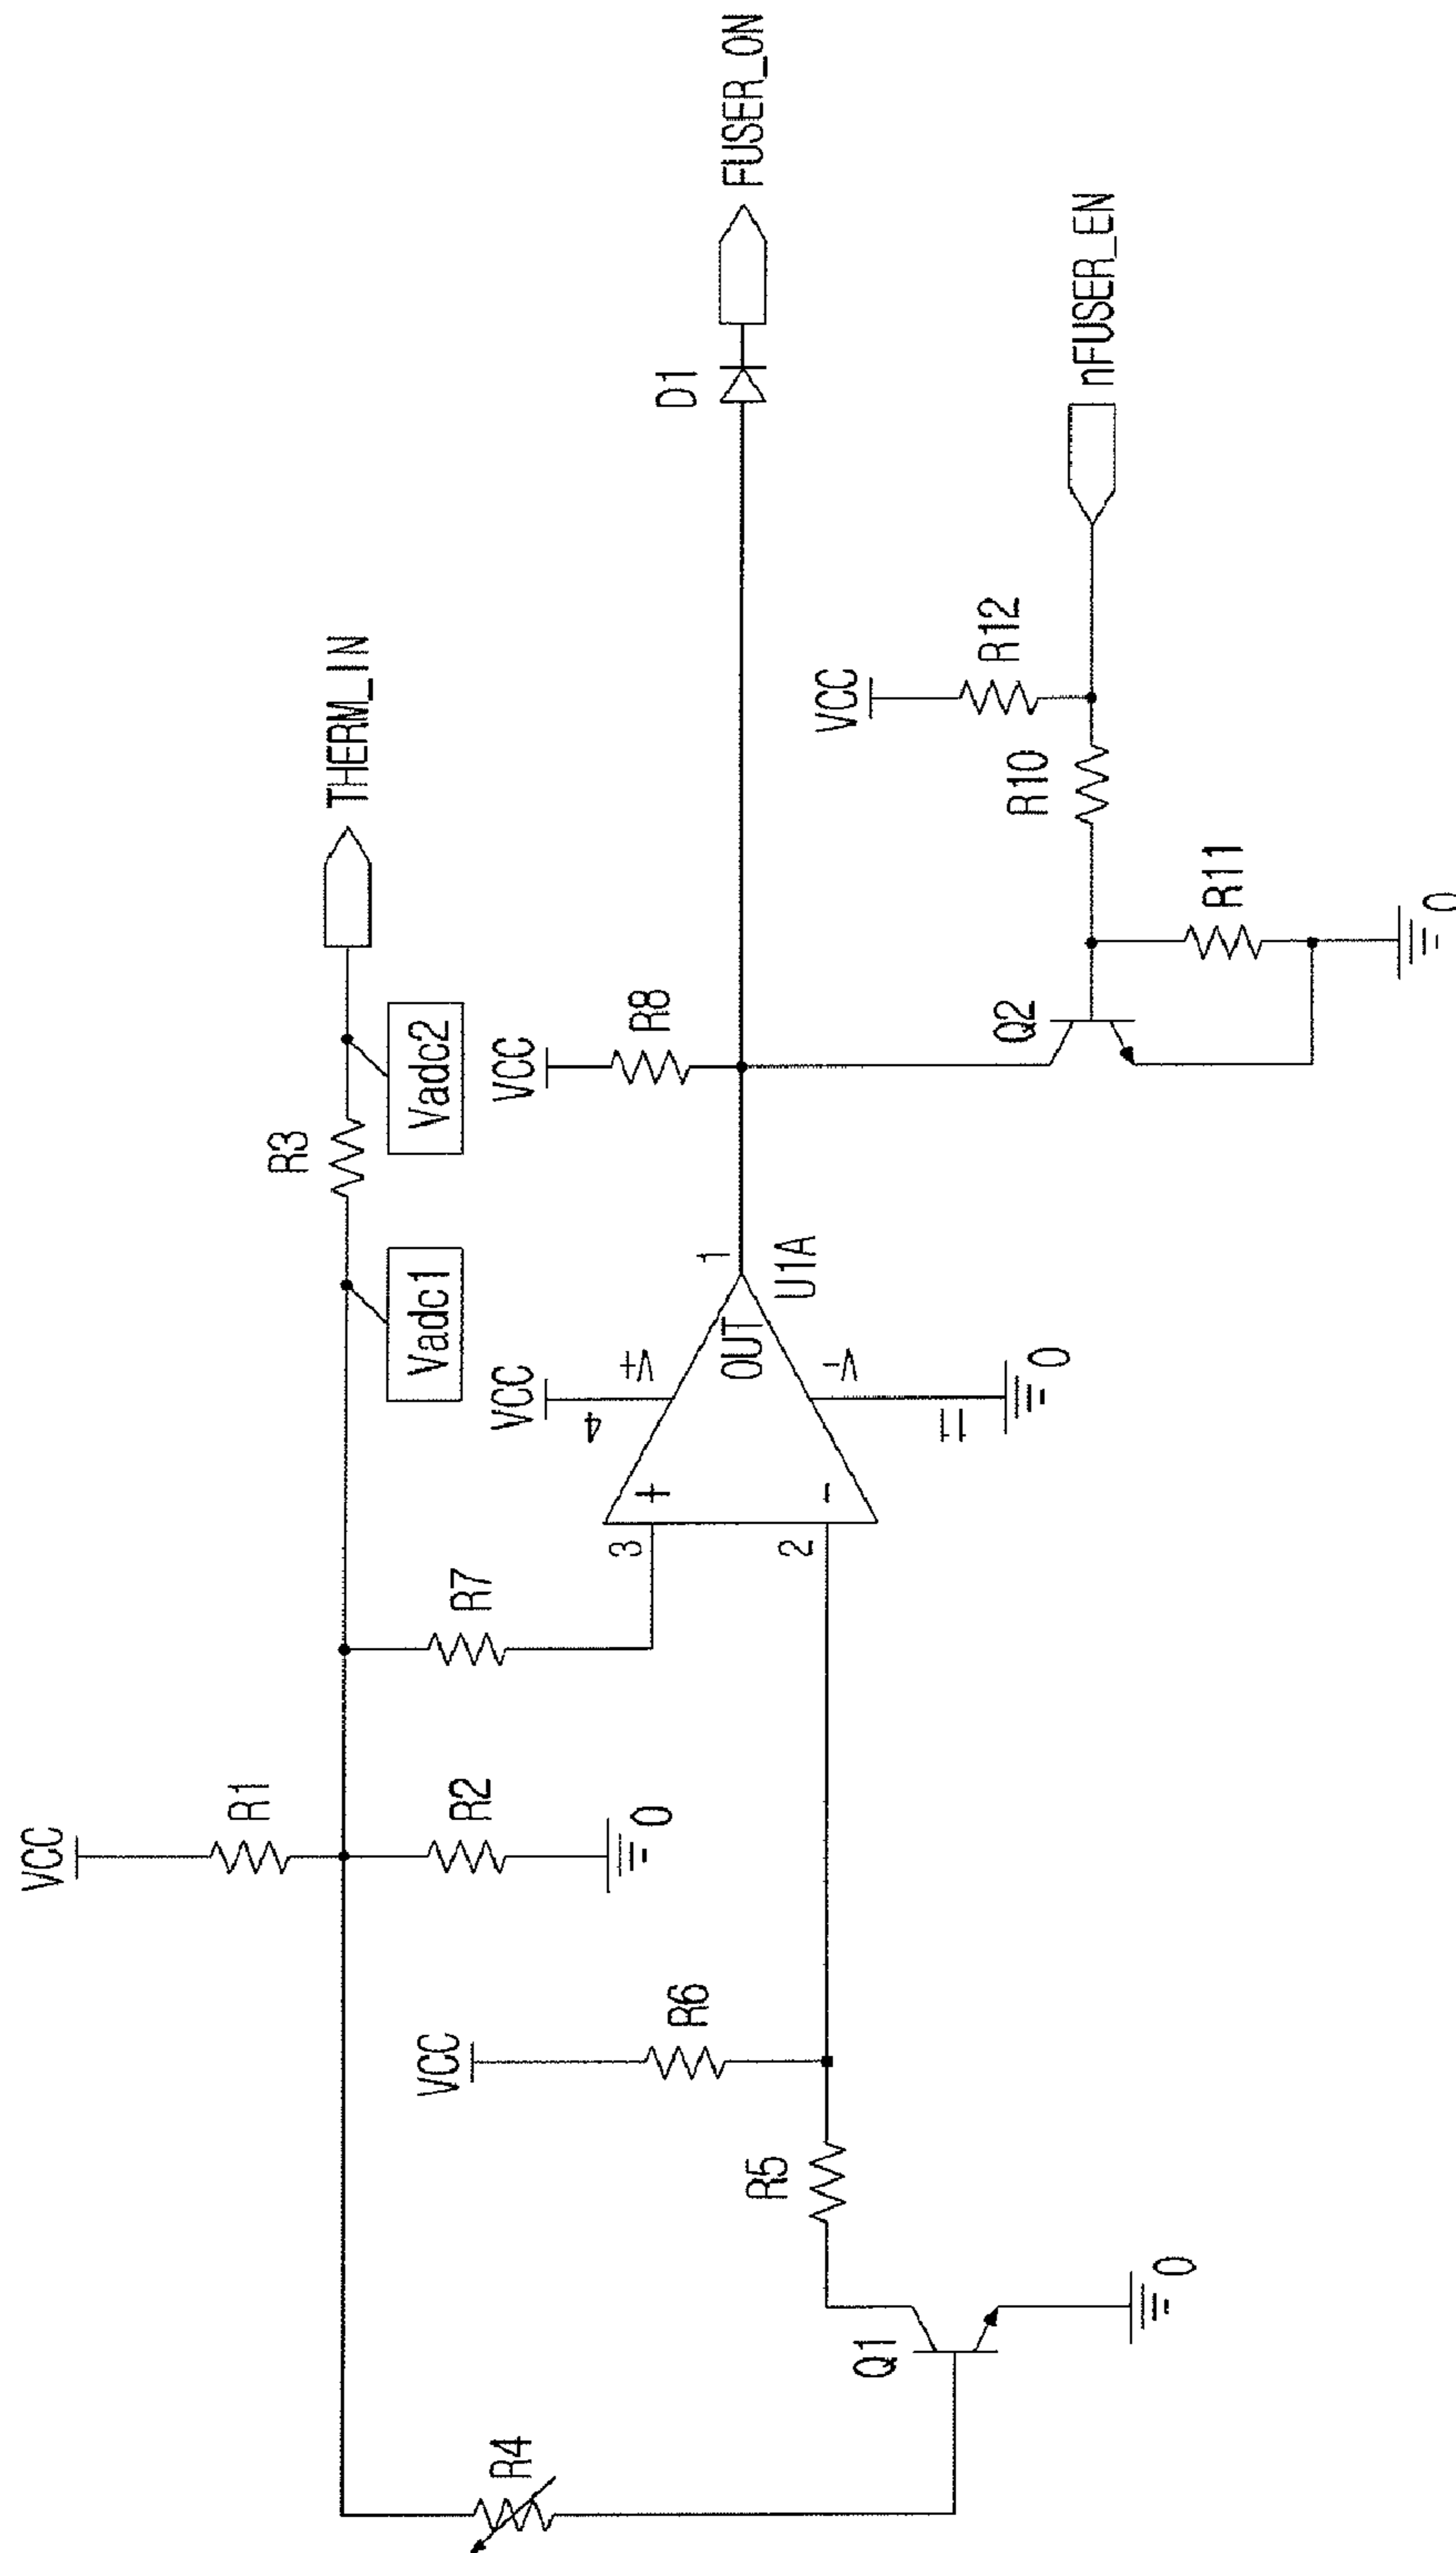 VCC
R1
R2
0
R4
R7
Vadc1
R3
Vadc2
THERM_IN
VCC
R6
R5
Q1
0
3
+
2
-
VCC
4
V+
OUT
1
U1A
V-
11
0
VCC
R8
D1
FUSER_ON
Q2
VCC
R12
R10
R11
0
nFUSER_EN